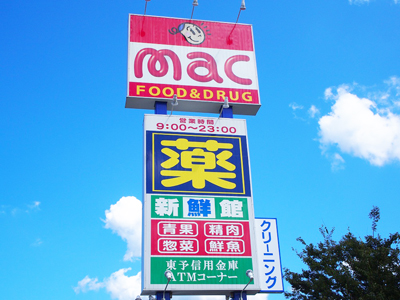 mac
FOOD&DRUG
営業時間
9:00〜23:00
薬
新鮮館
青果 精肉
惣菜 鮮魚
東予信用金庫
ATMコーナー
クリーニング